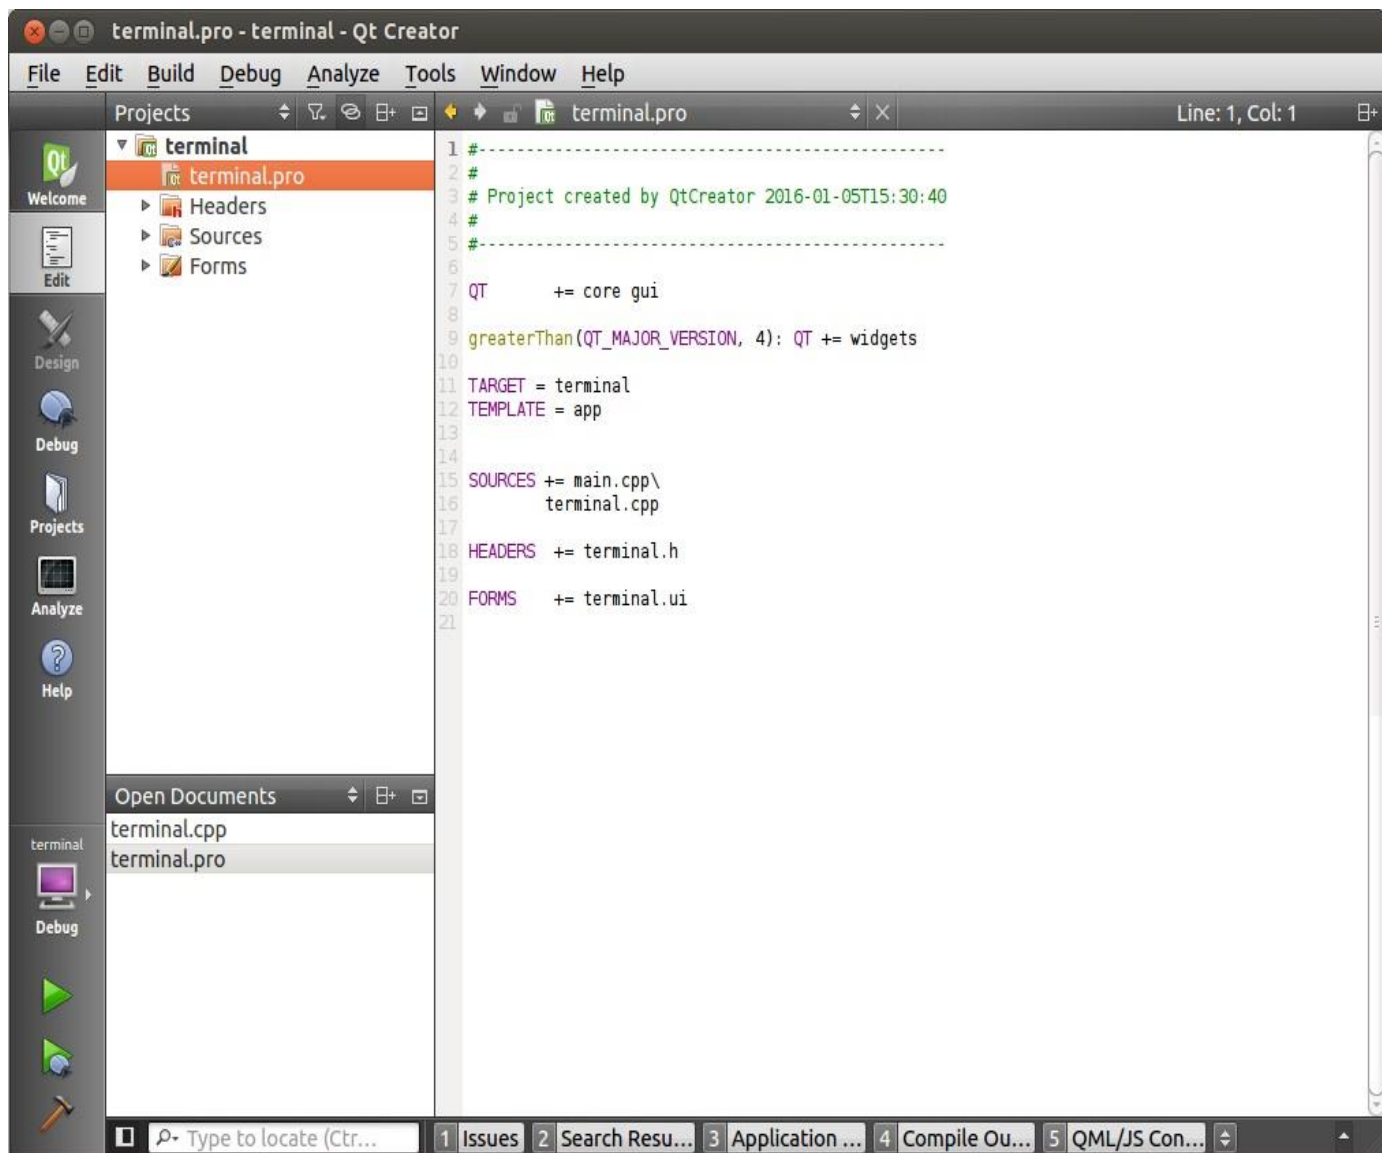 terminal.pro - terminal - Qt Creator
File Edit Build Debug Analyze Tools Window Help
Projects
terminal.pro
Line: 1, Col: 1
Welcome
Edit
Design
Debug
Projects
Analyze
Help
terminal
Debug
terminal
terminal.pro
Headers
Sources
Forms
Open Documents
terminal.cpp
terminal.pro
1 #------------------------------------------------
2 #
3 # Project created by QtCreator 2016-01-05T15:30:40
4 #
5 #------------------------------------------------
6
7 QT       += core gui
8
9 greaterThan(QT_MAJOR_VERSION, 4): QT += widgets
10
11 TARGET = terminal
12 TEMPLATE = app
13
14
15 SOURCES += main.cpp\
16         terminal.cpp
17
18 HEADERS  += terminal.h
19
20 FORMS    += terminal.ui
21
Type to locate (Ctr...
1 Issues 2 Search Resu... 3 Application ... 4 Compile Ou... 5 QML/JS Con...